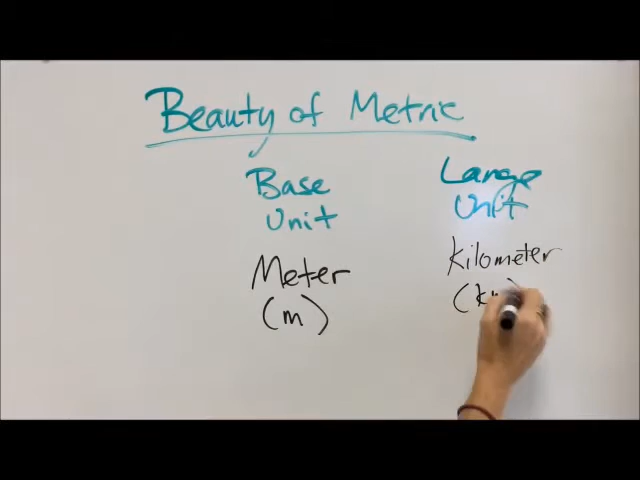 Beauty of Metric
Base
Unit
Large
Unit
Meter
(m)
Kilometer